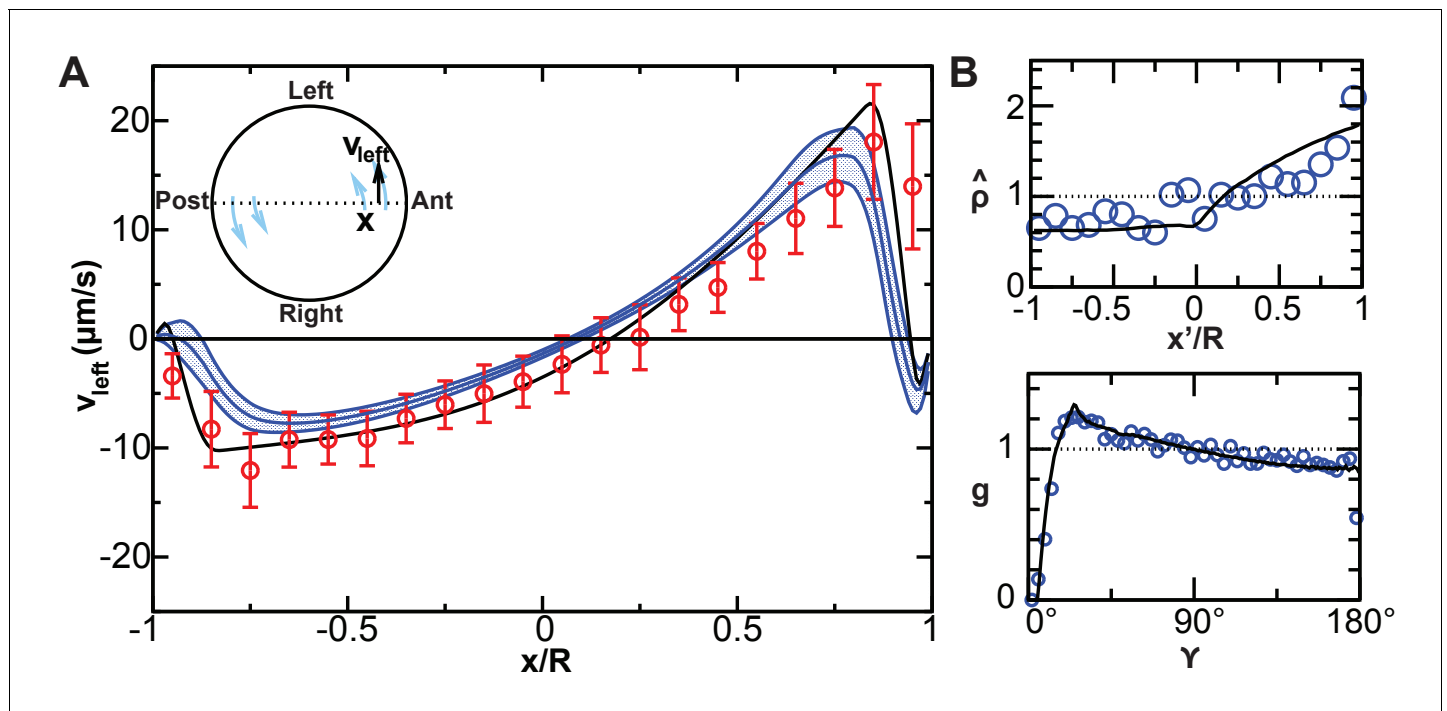 A
Left
v_left
Post
x
Ant
Right
20
10
0
-10
-20
v_left (μm/s)
-1
-0.5
0
0.5
1
x/R
B
2
1
0
ρ̂
-1
-0.5
0
0.5
1
x'/R
1
0
g
0°
90°
180°
γ